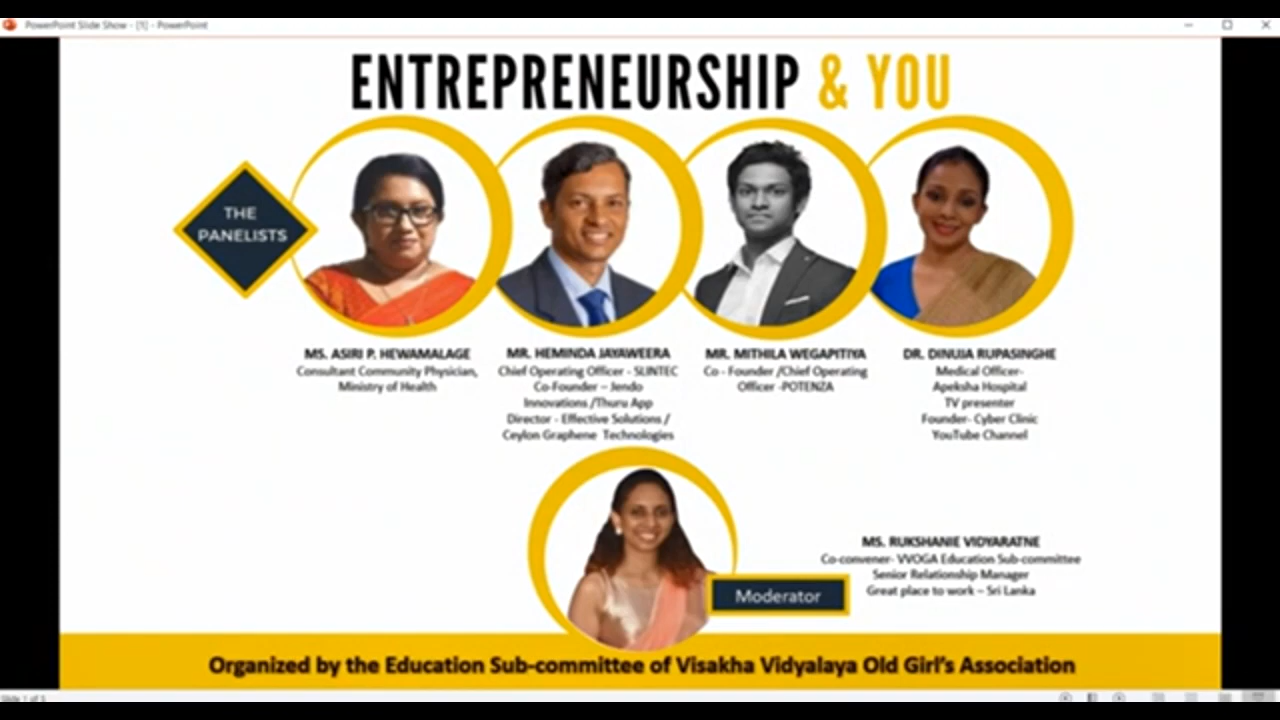 PowerPoint Slide Show - [1] - PowerPoint
ENTREPRENEURSHIP & YOU
THE
PANELISTS
MS. ASIRI P. HEWAMALAGE
Consultant Community Physician,
Ministry of Health
MR. HEMINDA JAYAWEERA
Chief Operating Officer - SLINTEC
Co-Founder – Jendo
Innovations /Thuru App
Director - Effective Solutions /
Ceylon Graphene Technologies
MR. MITHILA WEGAPITIYA
Co - Founder /Chief Operating
Officer -POTENZA
DR. DINUJA RUPASINGHE
Medical Officer-
Apeksha Hospital
TV presenter
Founder- Cyber Clinic
YouTube Channel
Moderator
MS. RUKSHANIE VIDYARATNE
Co-convener- VVOGA Education Sub-committee
Senior Relationship Manager
Great place to work – Sri Lanka
Organized by the Education Sub-committee of Visakha Vidyalaya Old Girl's Association
Slide 1 of 5